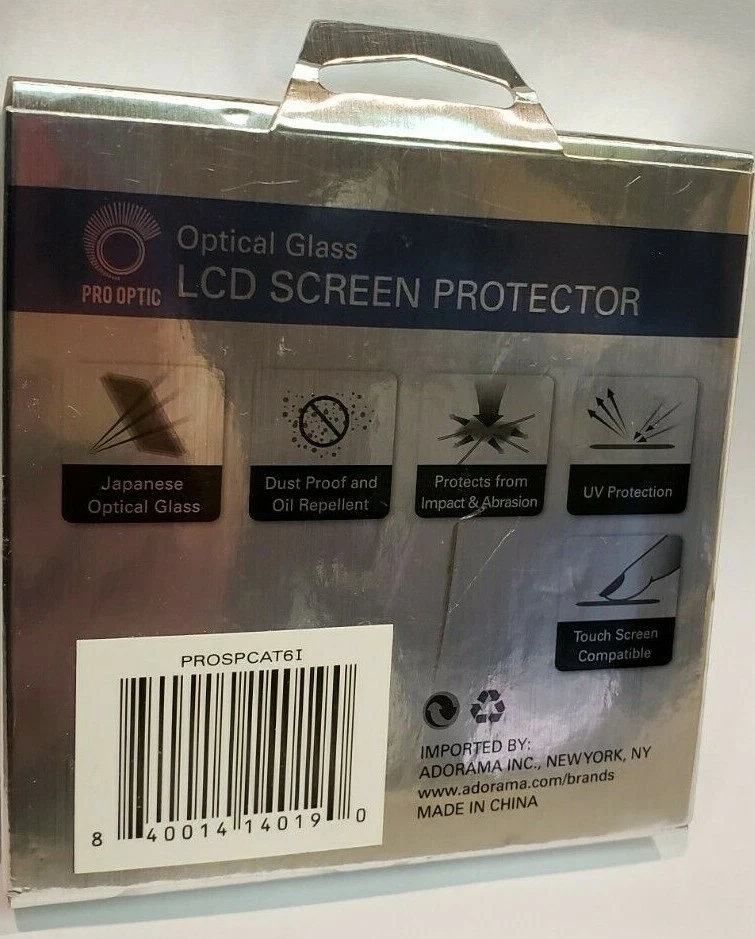 Optical Glass
PRO OPTIC
LCD SCREEN PROTECTOR
Japanese
Optical Glass
Dust Proof and
Oil Repellent
Protects from
Impact & Abrasion
UV Protection
Touch Screen
Compatible
PROSPCAT6I
8 40014 14019 0
IMPORTED BY:
ADORAMA INC., NEW YORK, NY
www.adorama.com/brands
MADE IN CHINA